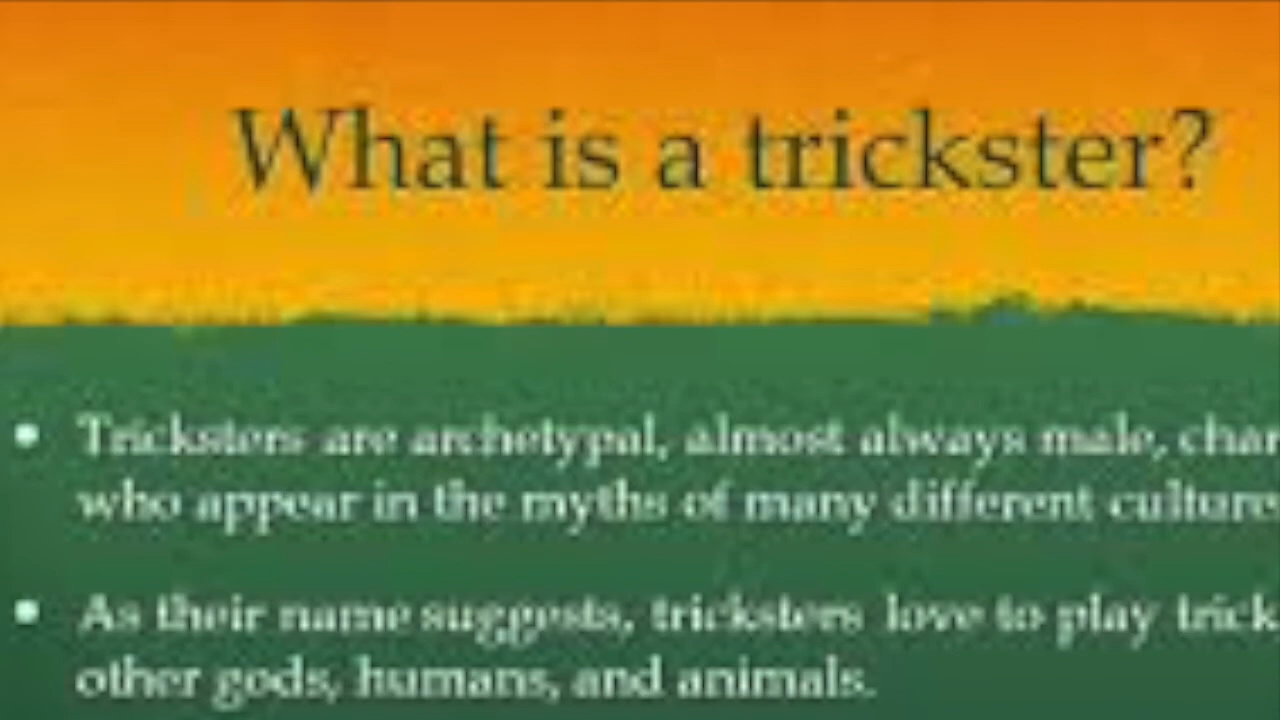 What is a trickster?
• Tricksters are archetypal, almost always male, char
who appear in the myths of many different culture
• As their name suggests, tricksters love to play trick
other gods, humans, and animals.